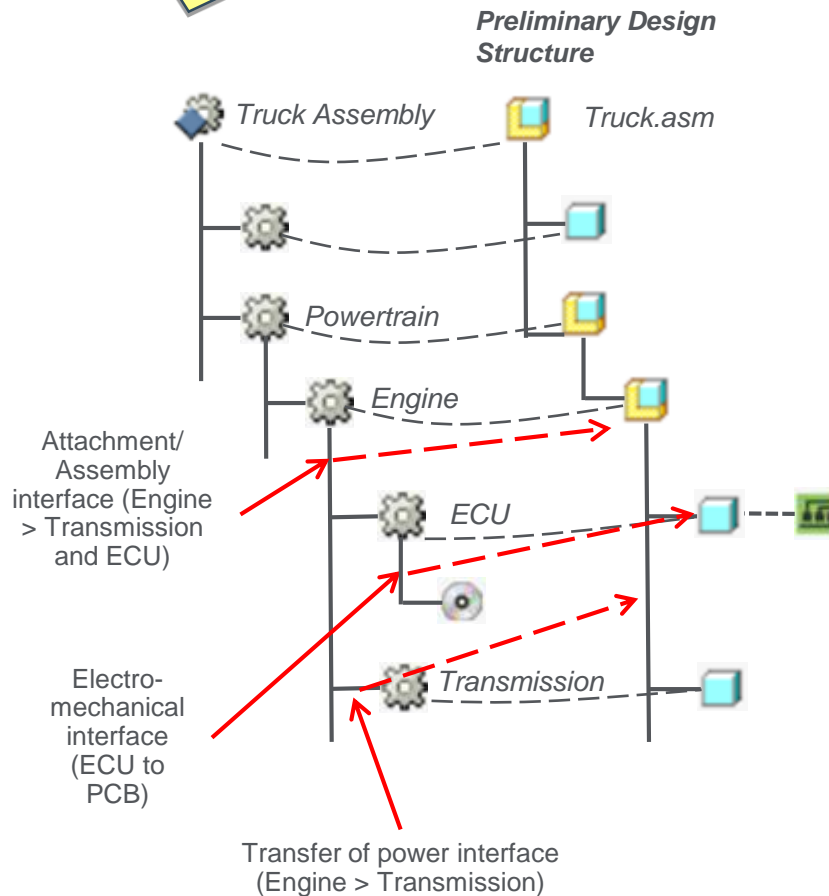 Preliminary Design
Structure
Truck Assembly
Truck.asm
Powertrain
Engine
Attachment/
Assembly
interface (Engine
> Transmission
and ECU)
ECU
Electro-
mechanical
interface
(ECU to
PCB)
Transmission
Transfer of power interface
(Engine > Transmission)